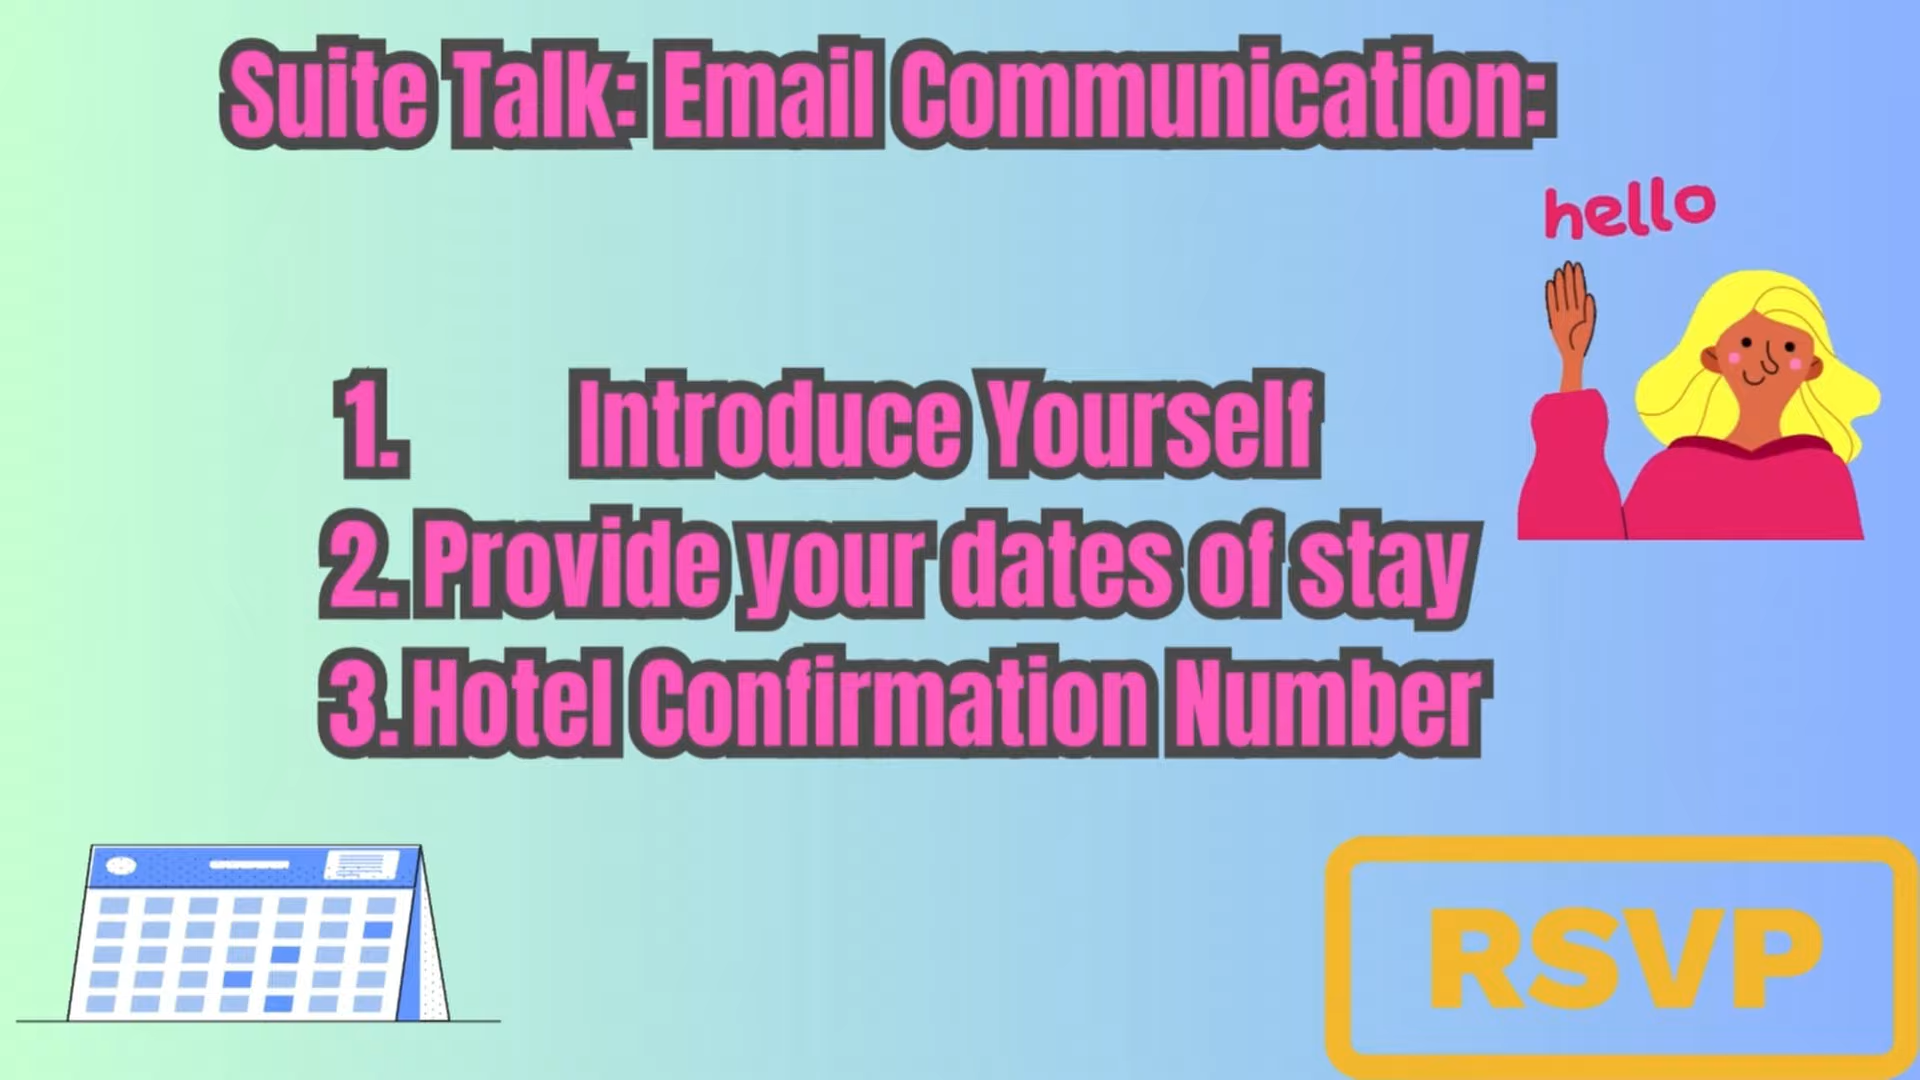 Suite Talk: Email Communication:
hello
1. Introduce Yourself
2. Provide your dates of stay
3. Hotel Confirmation Number
RSVP